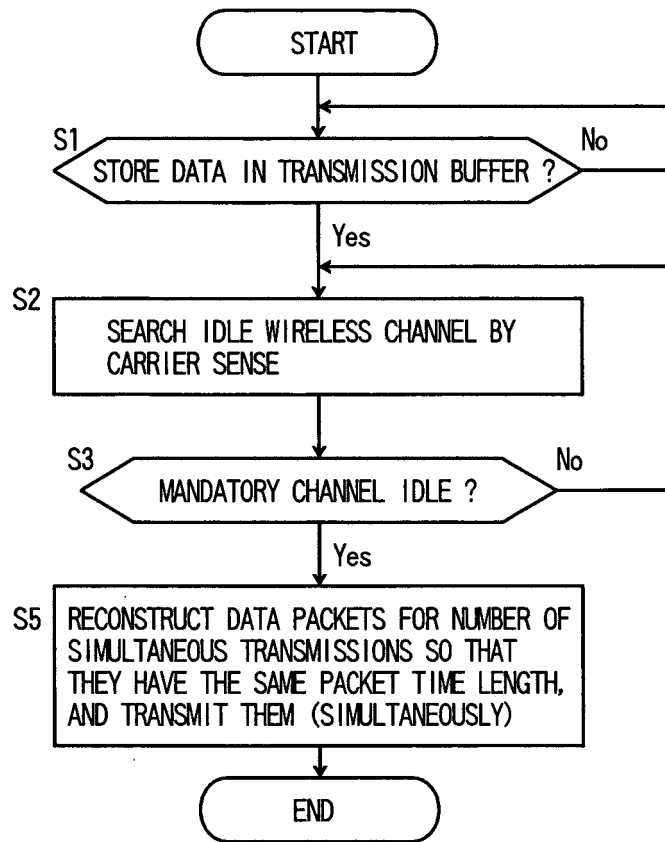 START
S1
No
STORE DATA IN TRANSMISSION BUFFER ?
Yes
S2
SEARCH IDLE WIRELESS CHANNEL BY
CARRIER SENSE
S3
No
MANDATORY CHANNEL IDLE ?
Yes
S5
RECONSTRUCT DATA PACKETS FOR NUMBER OF
SIMULTANEOUS TRANSMISSIONS SO THAT
THEY HAVE THE SAME PACKET TIME LENGTH,
AND TRANSMIT THEM (SIMULTANEOUSLY)
END